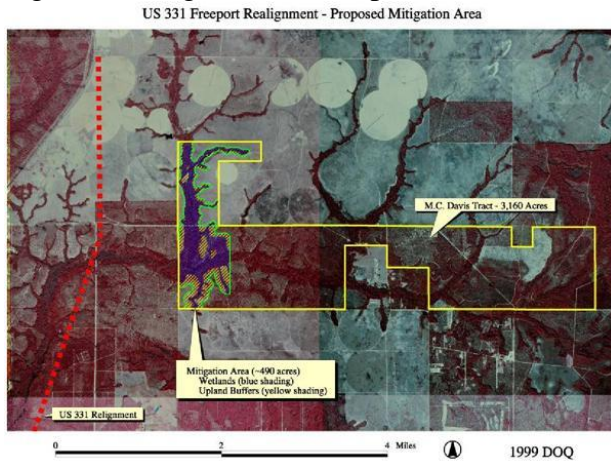 US 331 Freeport Realignment - Proposed Mitigation Area
M.C. Davis Tract - 3,160 Acres
Mitigation Area (~490 acres)
Wetlands (blue shading)
Upland Buffers (yellow shading)
US 331 Relignment
0 2 4 Miles
1999 DOQ